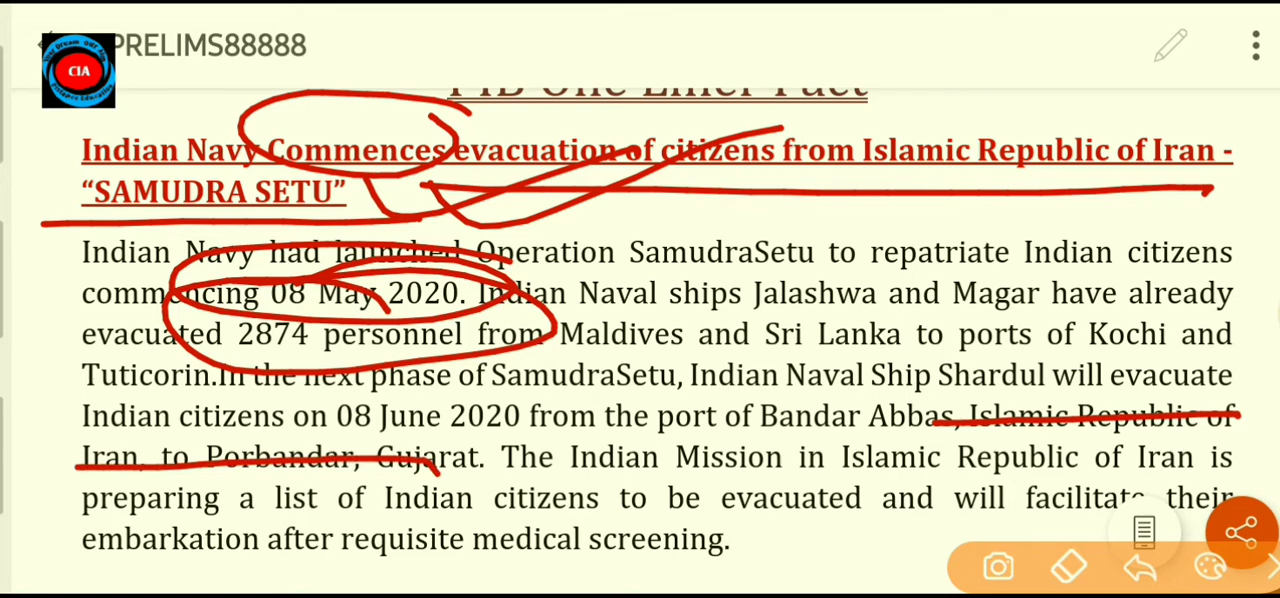 PRELIMS88888
CIA
PIB One Liner Fact
Indian Navy Commences evacuation of citizens from Islamic Republic of Iran -
“SAMUDRA SETU”
Indian Navy had launched Operation SamudraSetu to repatriate Indian citizens
commencing 08 May 2020. Indian Naval ships Jalashwa and Magar have already
evacuated 2874 personnel from Maldives and Sri Lanka to ports of Kochi and
Tuticorin.In the next phase of SamudraSetu, Indian Naval Ship Shardul will evacuate
Indian citizens on 08 June 2020 from the port of Bandar Abbas, Islamic Republic of
Iran, to Porbandar, Gujarat. The Indian Mission in Islamic Republic of Iran is
preparing a list of Indian citizens to be evacuated and will facilitate their
embarkation after requisite medical screening.